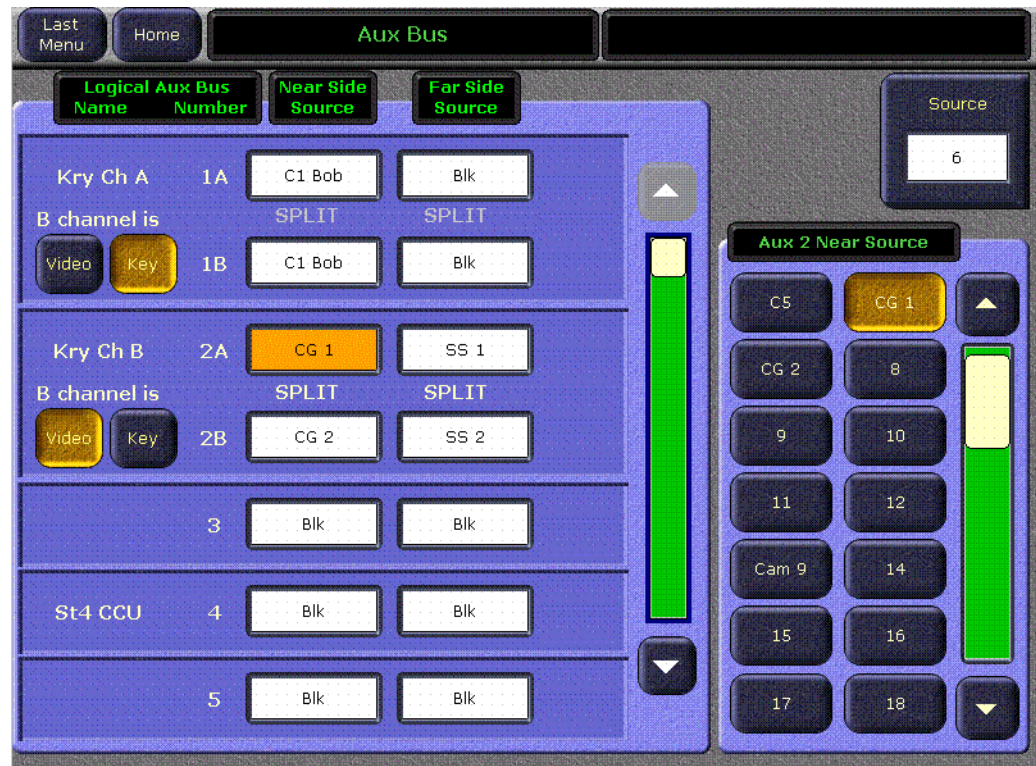 Last Menu
Home
Aux Bus
Logical Aux Bus
Name Number
Near Side
Source
Far Side
Source
Source
6
Kry Ch A 1A C1 Bob Blk
B channel is SPLIT SPLIT
Video Key 1B C1 Bob Blk
Kry Ch B 2A CG 1 SS 1
B channel is SPLIT SPLIT
Video Key 2B CG 2 SS 2
3 Blk Blk
St4 CCU 4 Blk Blk
5 Blk Blk
Aux 2 Near Source
C5 CG 1
CG 2 8
9 10
11 12
Cam 9 14
15 16
17 18